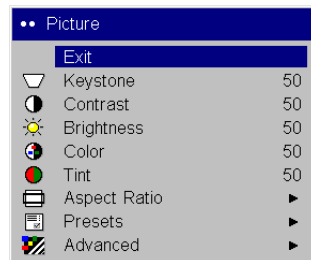 •• Picture
Exit
Keystone 50
Contrast 50
Brightness 50
Color 50
Tint 50
Aspect Ratio ▶
Presets ▶
Advanced ▶